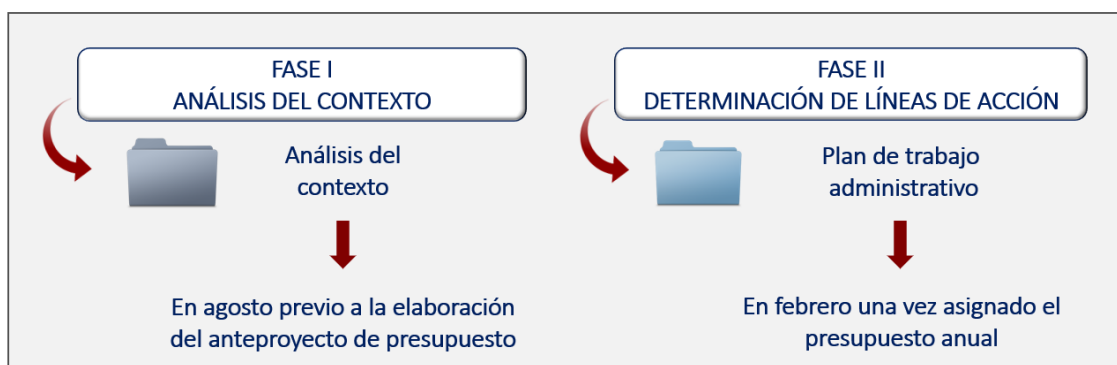 FASE I
ANÁLISIS DEL CONTEXTO
Análisis del
contexto
En agosto previo a la elaboración
del anteproyecto de presupuesto
FASE II
DETERMINACIÓN DE LÍNEAS DE ACCIÓN
Plan de trabajo
administrativo
En febrero una vez asignado el
presupuesto anual